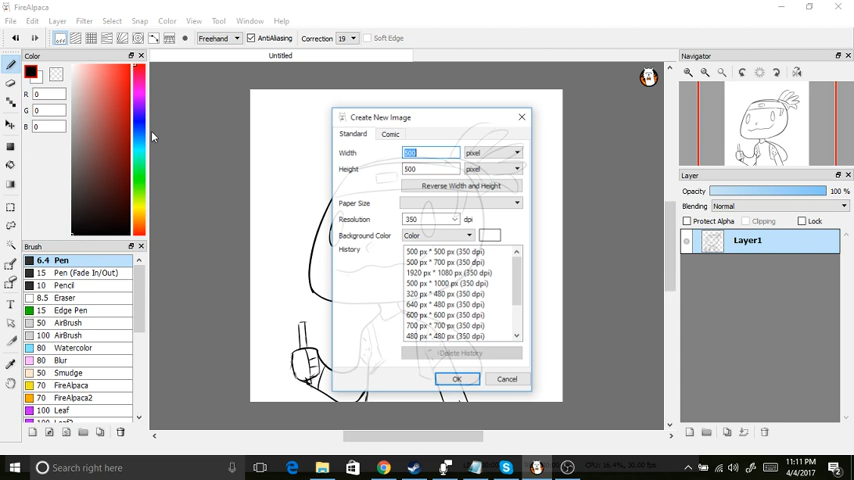 FireAlpaca
File Edit Layer Filter Select Snap Color View Tool Window Help
off Freehand AntiAliasing Correction 19 Soft Edge
Color
Untitled
Navigator
R 0
G 0
B 0
Create New Image
Standard Comic
Width 500 pixel
Height 500 pixel
Reverse Width and Height
Paper Size
Resolution 350 dpi
Background Color Color
History
500 px * 500 px (350 dpi)
500 px * 700 px (350 dpi)
1920 px * 1080 px (350 dpi)
500 px * 1000 px (350 dpi)
320 px * 480 px (350 dpi)
640 px * 480 px (350 dpi)
600 px * 600 px (350 dpi)
700 px * 700 px (350 dpi)
480 px * 480 px (350 dpi)
Delete History
OK Cancel
Layer
Opacity 100 %
Blending Normal
Protect Alpha Clipping Lock
Layer1
Brush
6.4 Pen
15 Pen (Fade In/Out)
10 Pencil
8.5 Eraser
15 Edge Pen
50 AirBrush
100 AirBrush
80 Watercolor
80 Blur
50 Smudge
70 FireAlpaca
70 FireAlpaca2
100 Leaf
Search here
11:11 PM
4/4/2017